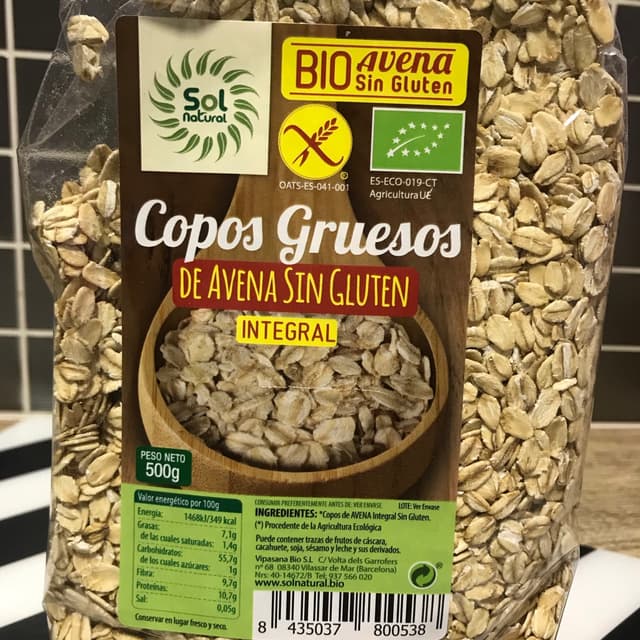 Sol
natural
BIO Avena
Sin Gluten
OATS-ES-041-001
ES-ECO-019-CT
Agricultura UE
Copos Gruesos
DE AVENA SIN GLUTEN
INTEGRAL
PESO NETO
500g
Valor energético por 100g
Energía: 1468kJ/349 kcal
Grasas: 7,1g
de las cuales saturadas: 1,4g
Carbohidratos: 55,7g
de los cuales azúcares: 1g
Fibra: 9,7g
Proteínas: 10,7g
Sal: 0,05g
Conservar en lugar fresco y seco.
CONSUMIR PREFERENTEMENTE ANTES DE: VER ENVASE LOTE: Ver Envase
INGREDIENTES: *Copos de AVENA Integral Sin Gluten.
(*) Procedente de la Agricultura Ecológica
Puede contener trazas de frutos de cáscara,
cacahuete, soja, sésamo y leche y sus derivados.
Vipasana Bio S.L C/ Volta dels Garrofers
nº 68 08340 Vilassar de Mar (Barcelona)
Nrs: 40-14672/B Tel: 937 566 020
www.solnatural.bio
8 435037 800538